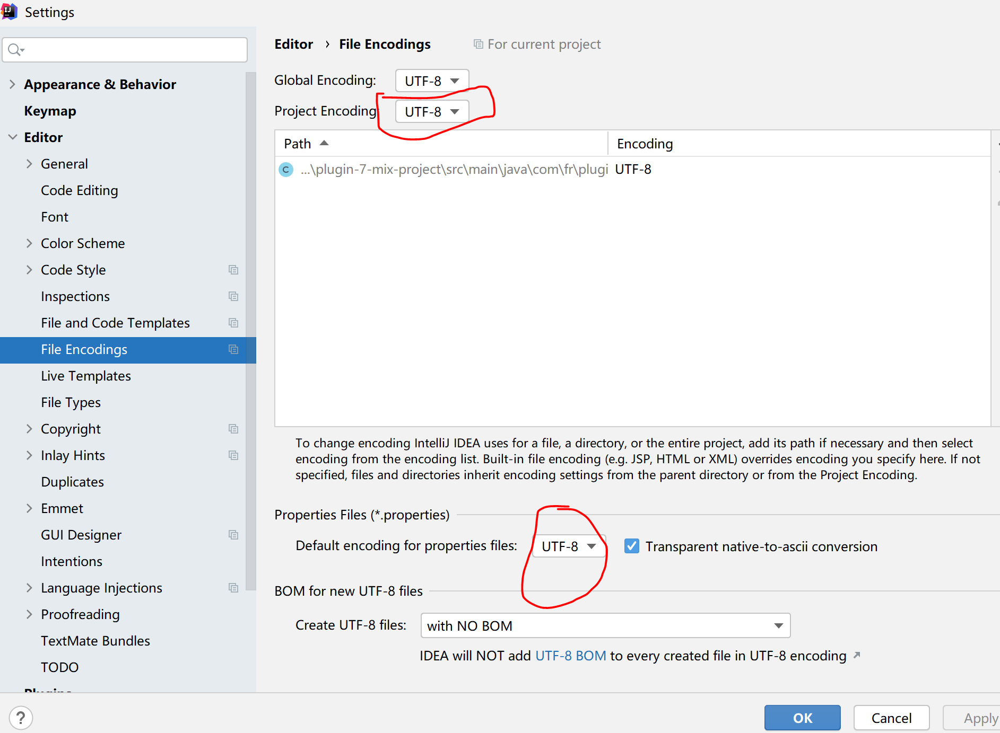 Settings
Editor › File Encodings For current project
Global Encoding: UTF-8
Project Encoding: UTF-8
Path Encoding
C ...\plugin-7-mix-project\src\main\java\com\fr\plugi UTF-8
To change encoding IntelliJ IDEA uses for a file, a directory, or the entire project, add its path if necessary and then select
encoding from the encoding list. Built-in file encoding (e.g. JSP, HTML or XML) overrides encoding you specify here. If not
specified, files and directories inherit encoding settings from the parent directory or from the Project Encoding.
Properties Files (*.properties)
Default encoding for properties files: UTF-8 Transparent native-to-ascii conversion
BOM for new UTF-8 files
Create UTF-8 files: with NO BOM
IDEA will NOT add UTF-8 BOM to every created file in UTF-8 encoding
Appearance & Behavior
Keymap
Editor
General
Code Editing
Font
Color Scheme
Code Style
Inspections
File and Code Templates
File Encodings
Live Templates
File Types
Copyright
Inlay Hints
Duplicates
Emmet
GUI Designer
Intentions
Language Injections
Proofreading
TextMate Bundles
TODO
Plugins
?
OK Cancel Apply